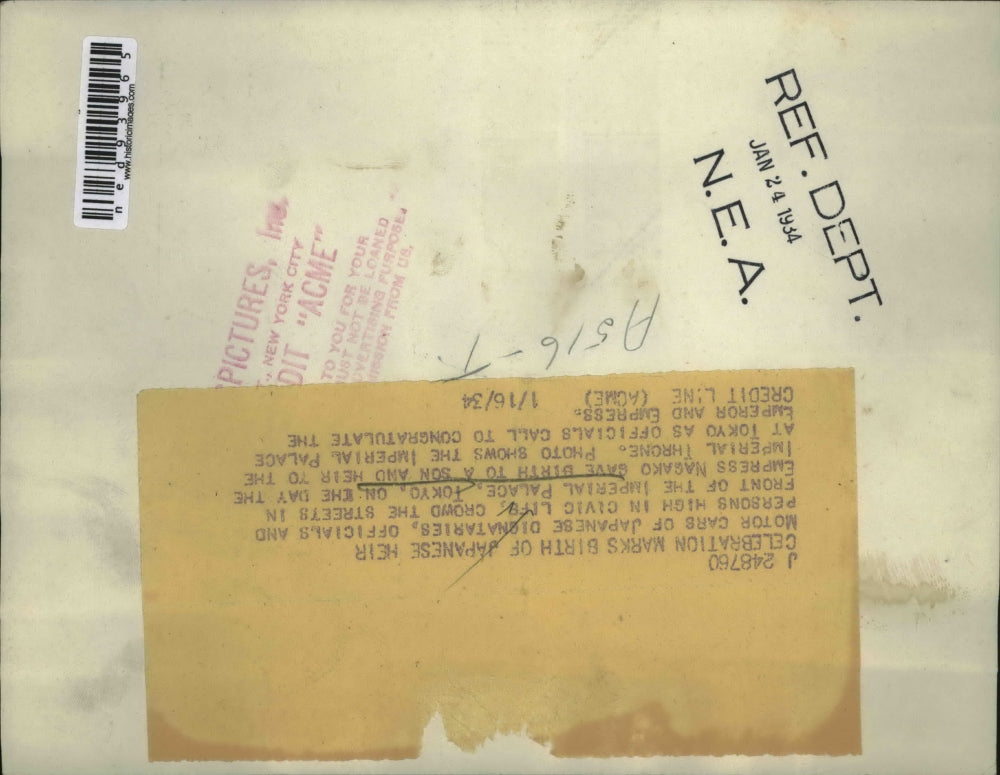 ned93965
www.historicimages.com
REF. DEPT.
JAN 24 1934
N.E.A.
PICTURES, Inc.
NEW YORK CITY
DIT "ACME"
TO YOU FOR YOUR
UST NOT BE LOANED
VERTISING PURPOSE,
MISSION FROM US.
A516-T
J 248760
CELEBRATION MARKS BIRTH OF JAPANESE HEIR
MOTOR CARS OF JAPANESE DIGNATARIES, OFFICIALS AND
PERSONS HIGH IN CIVIC LIFE, CROWD THE STREETS IN
FRONT OF THE IMPERIAL PALACE, TOKYO, ON THE DAY THE
EMPRESS NAGAKO GAVE BIRTH TO A SON AND HEIR TO THE
IMPERIAL THRONE. PHOTO SHOWS THE IMPERIAL PALACE
AT TOKYO AS OFFICIALS CALL TO CONGRATULATE THE
EMPEROR AND EMPRESS.
CREDIT LINE (ACME) 1/16/34